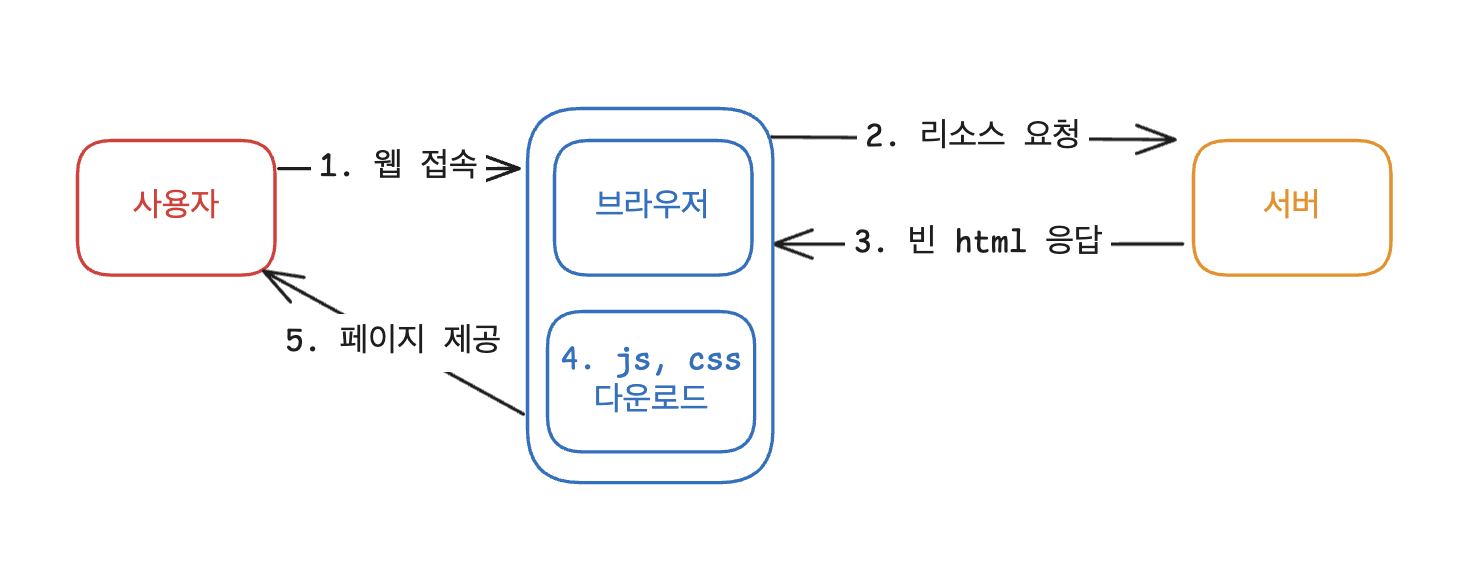 사용자
1. 웹 접속
브라우저
2. 리소스 요청
서버
3. 빈 html 응답
4. js, css
다운로드
5. 페이지 제공